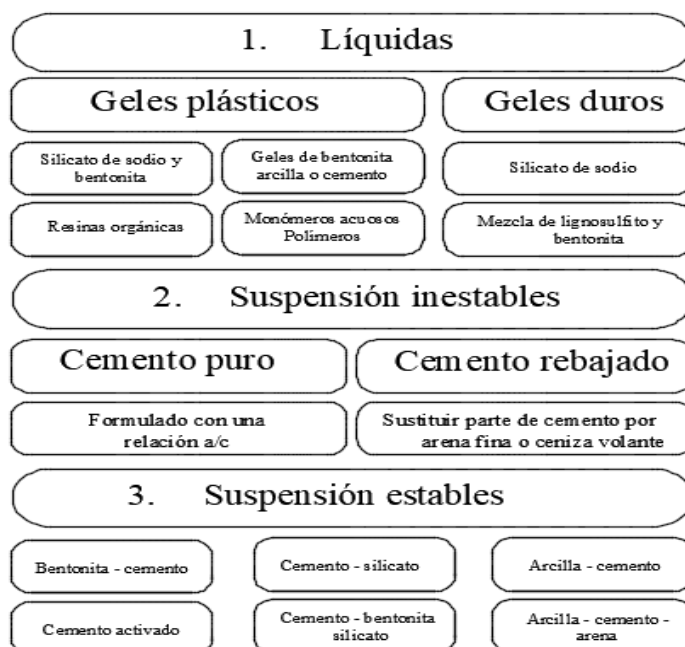 1. Líquidas
Geles plásticos
Geles duros
Silicato de sodio y
bentonita
Geles de bentonita
arcilla o cemento
Silicato de sodio
Resinas orgánicas
Monómeros acuosos
Polímeros
Mezcla de lignosulfito y
bentonita
2. Suspensión inestables
Cemento puro
Cemento rebajado
Formulado con una
relación a/c
Sustituir parte de cemento por
arena fina o ceniza volante
3. Suspensión estables
Bentonita - cemento
Cemento - silicato
Arcilla - cemento
Cemento activado
Cemento - bentonita
silicato
Arcilla - cemento -
arena